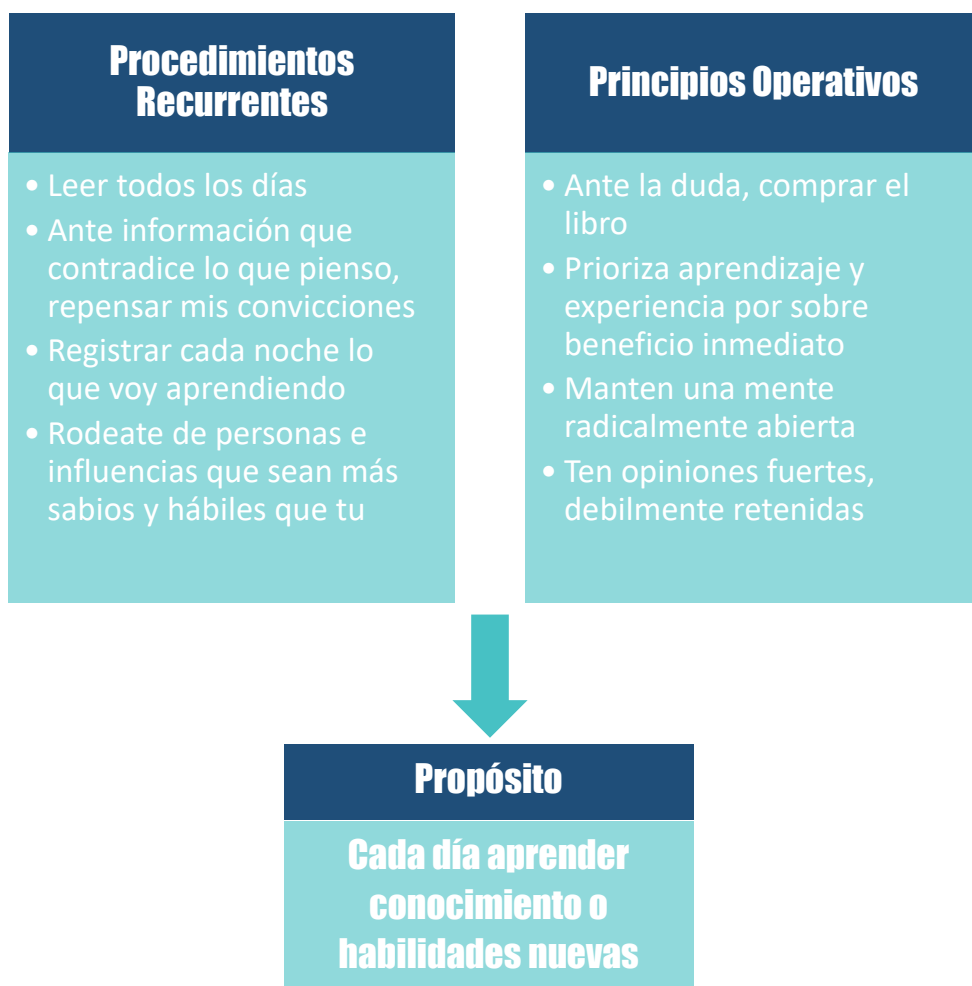 Procedimientos
Recurrentes
• Leer todos los días
• Ante información que
contradice lo que pienso,
repensar mis convicciones
• Registrar cada noche lo
que voy aprendiendo
• Rodeate de personas e
influencias que sean más
sabios y hábiles que tu
Principios Operativos
• Ante la duda, comprar el
libro
• Prioriza aprendizaje y
experiencia por sobre
beneficio inmediato
• Manten una mente
radicalmente abierta
• Ten opiniones fuertes,
debilmente retenidas
Propósito
Cada día aprender
conocimiento o
habilidades nuevas